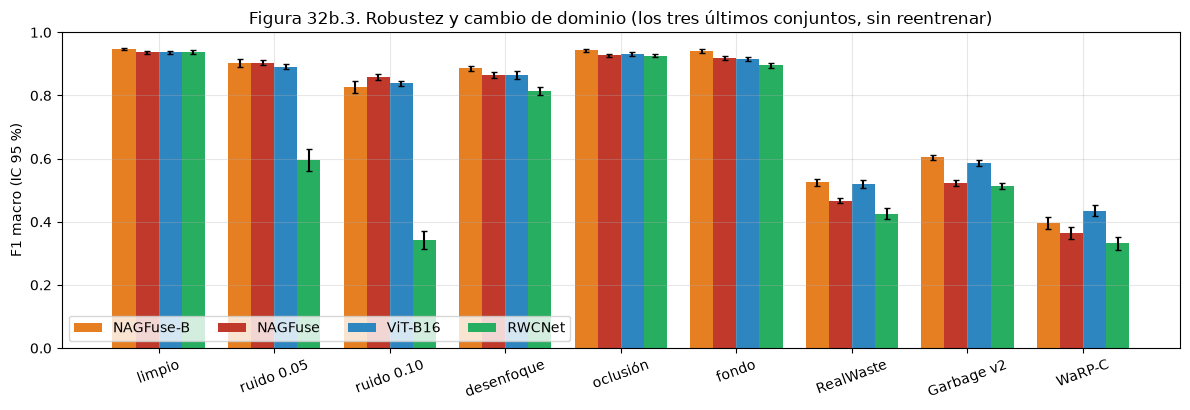 Figura 32b.3. Robustez y cambio de dominio (los tres últimos conjuntos, sin reentrenar)
F1 macro (IC 95 %)
1.0
0.8
0.6
0.4
0.2
0.0
NAGFuse-B NAGFuse ViT-B16 RWCNet
limpio ruido 0.05 ruido 0.10 desenfoque oclusión fondo RealWaste Garbage v2 WaRP-C